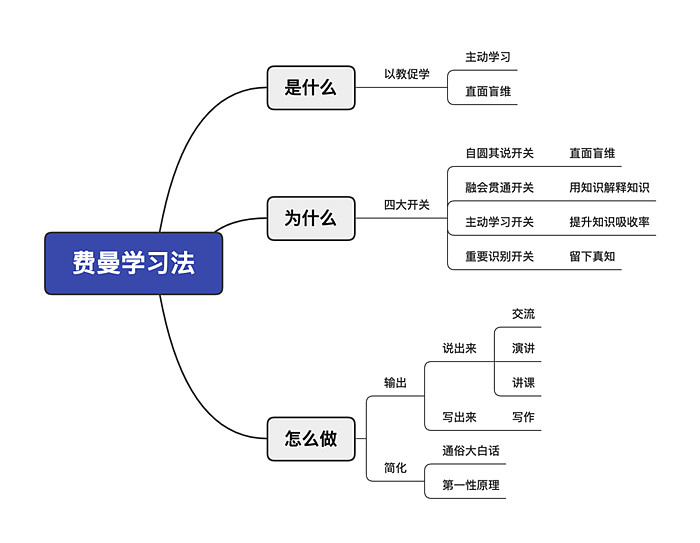 费曼学习法
是什么
以教促学
主动学习
直面盲维
为什么
四大开关
自圆其说开关 直面盲维
融会贯通开关 用知识解释知识
主动学习开关 提升知识吸收率
重要识别开关 留下真知
怎么做
输出
说出来
交流
演讲
讲课
写出来 写作
简化
通俗大白话
第一性原理